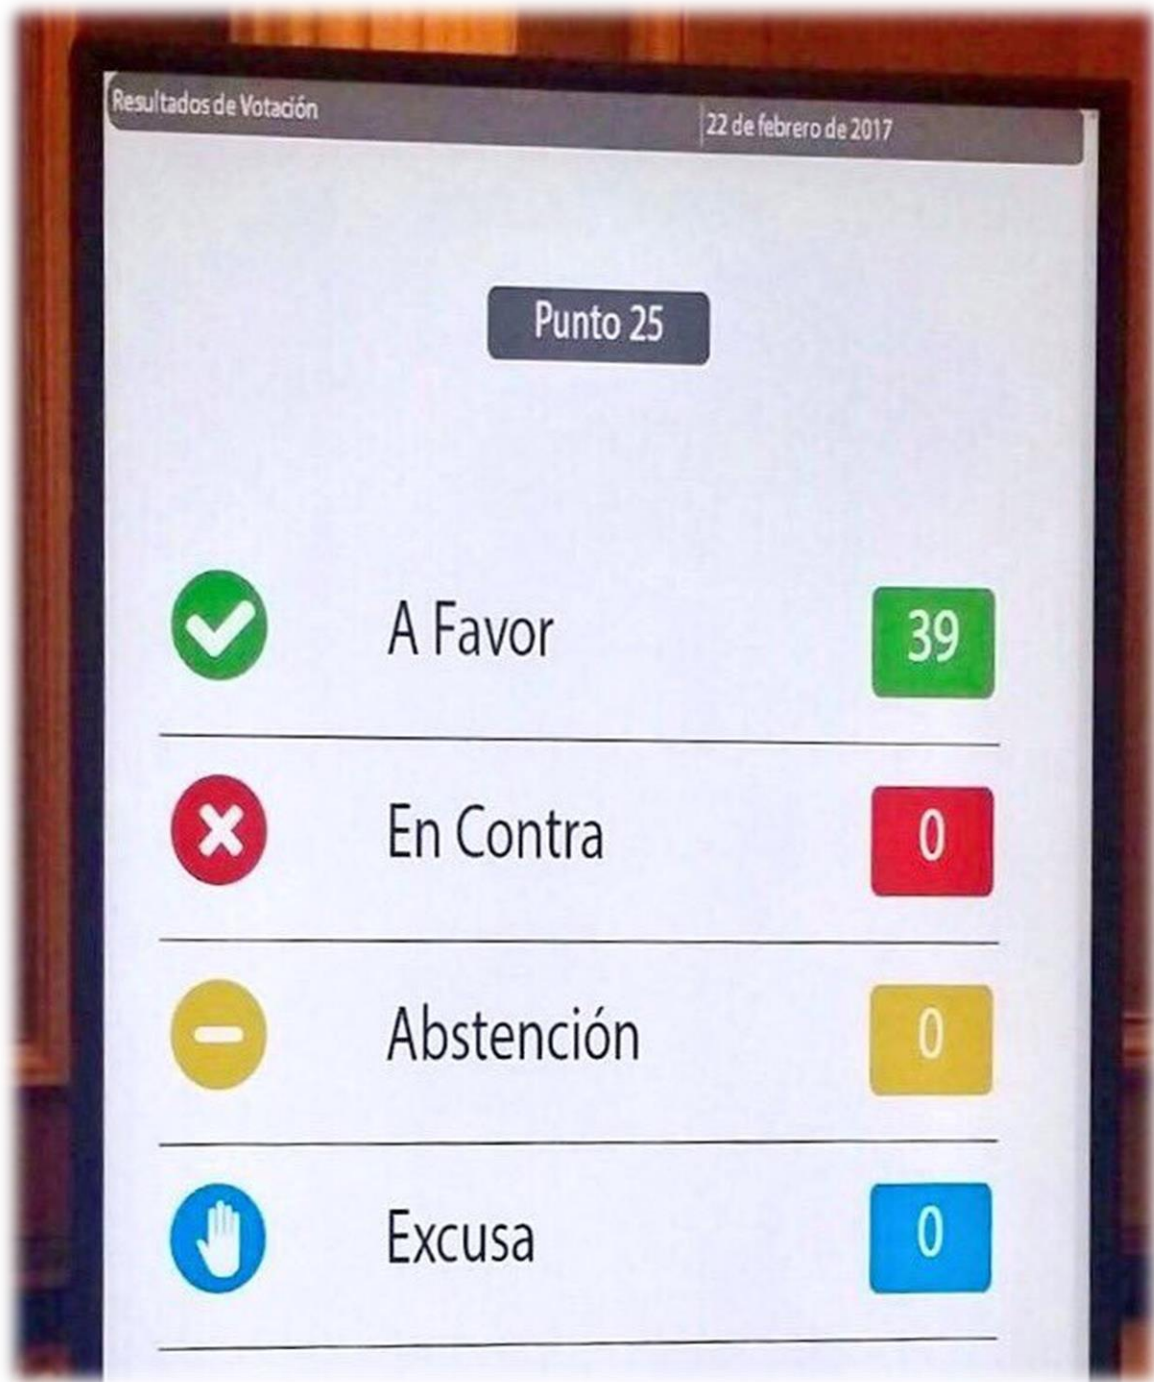 Resultados de Votación
22 de febrero de 2017
Punto 25
A Favor 39
En Contra 0
Abstención 0
Excusa 0